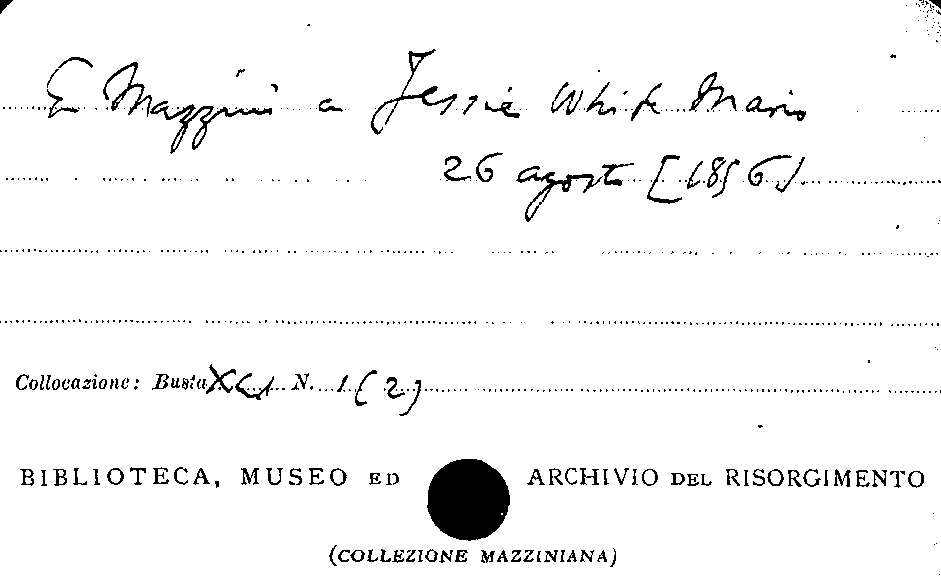 G Mazzini a Jessie White Mario
26 agosto [1856]
Collocazione: Busta XCI N. 1 (2)
BIBLIOTECA, MUSEO ED ARCHIVIO DEL RISORGIMENTO
(COLLEZIONE MAZZINIANA)